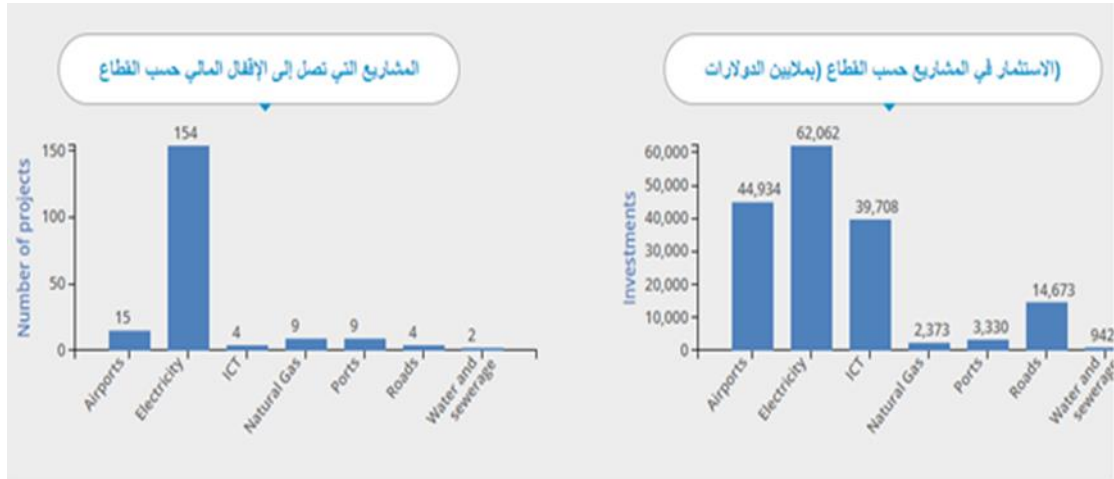 المشاريع التي تصل إلى الإقفال المالي حسب القطاع
Number of projects
150
100
50
0
15
154
4
9
9
4
2
Airports
Electricity
ICT
Natural Gas
Ports
Roads
Water and
sewerage
(الاستثمار في المشاريع حسب القطاع (بملايين الدولارات
Investments
60,000
50,000
40,000
30,000
20,000
10,000
0
44,934
62,062
39,708
2,373
3,330
14,673
942
Airports
Electricity
ICT
Natural Gas
Ports
Roads
Water and
sewerage